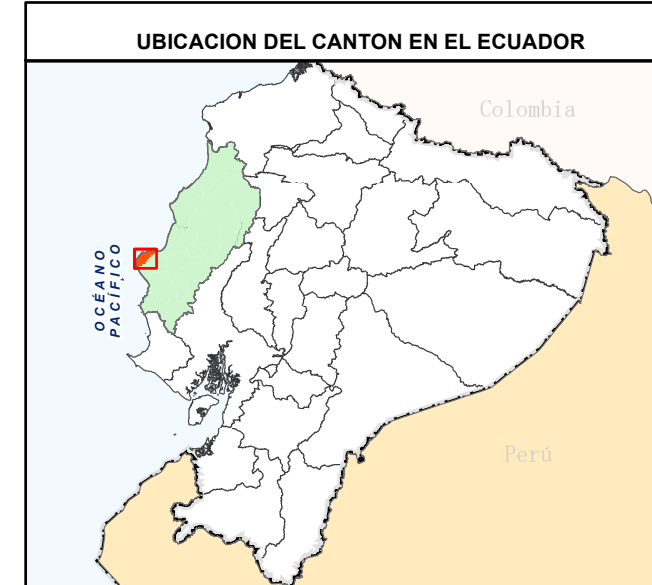 UBICACION DEL CANTON EN EL ECUADOR
Colombia
OCÉANO
PACÍFICO
Perú